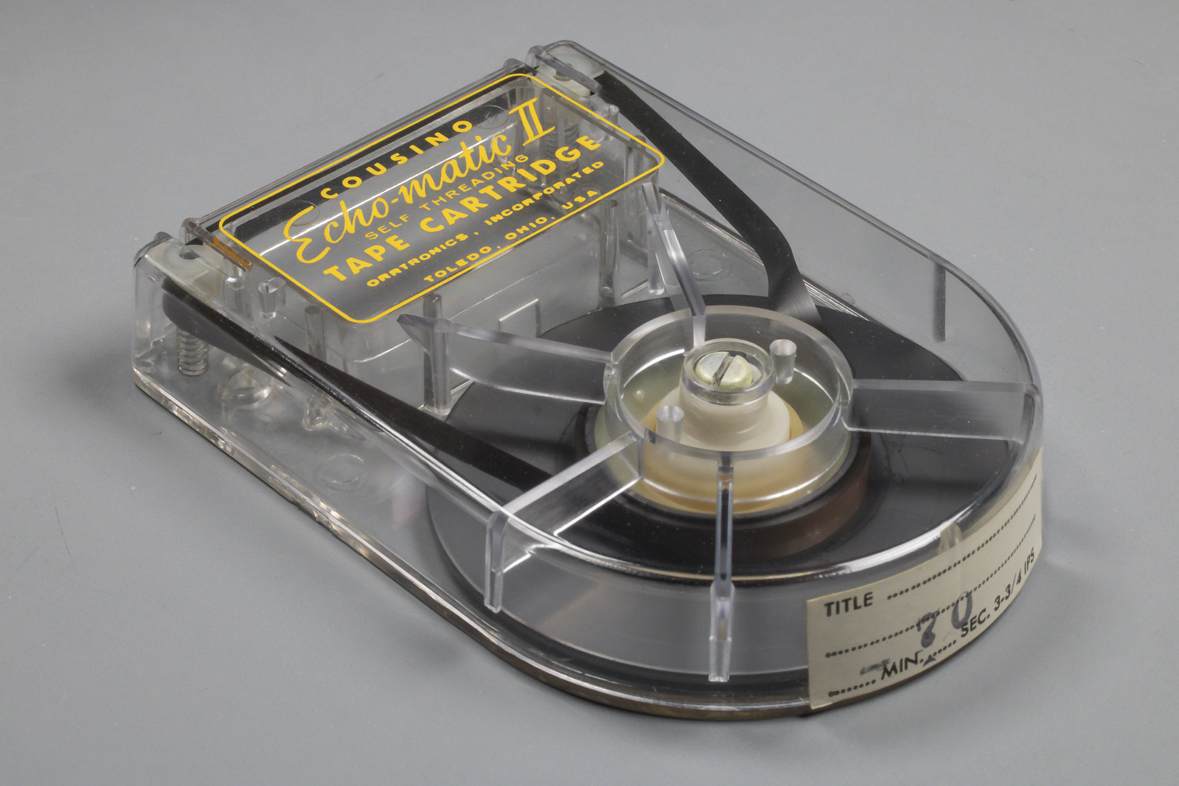 COUSINO
Echo-matic II
SELF THREADING
TAPE CARTRIDGE
ORRTRONICS, INCORPORATED
TOLEDO, OHIO, USA
TITLE
MIN. 70 SEC. 3-3/4 IPS